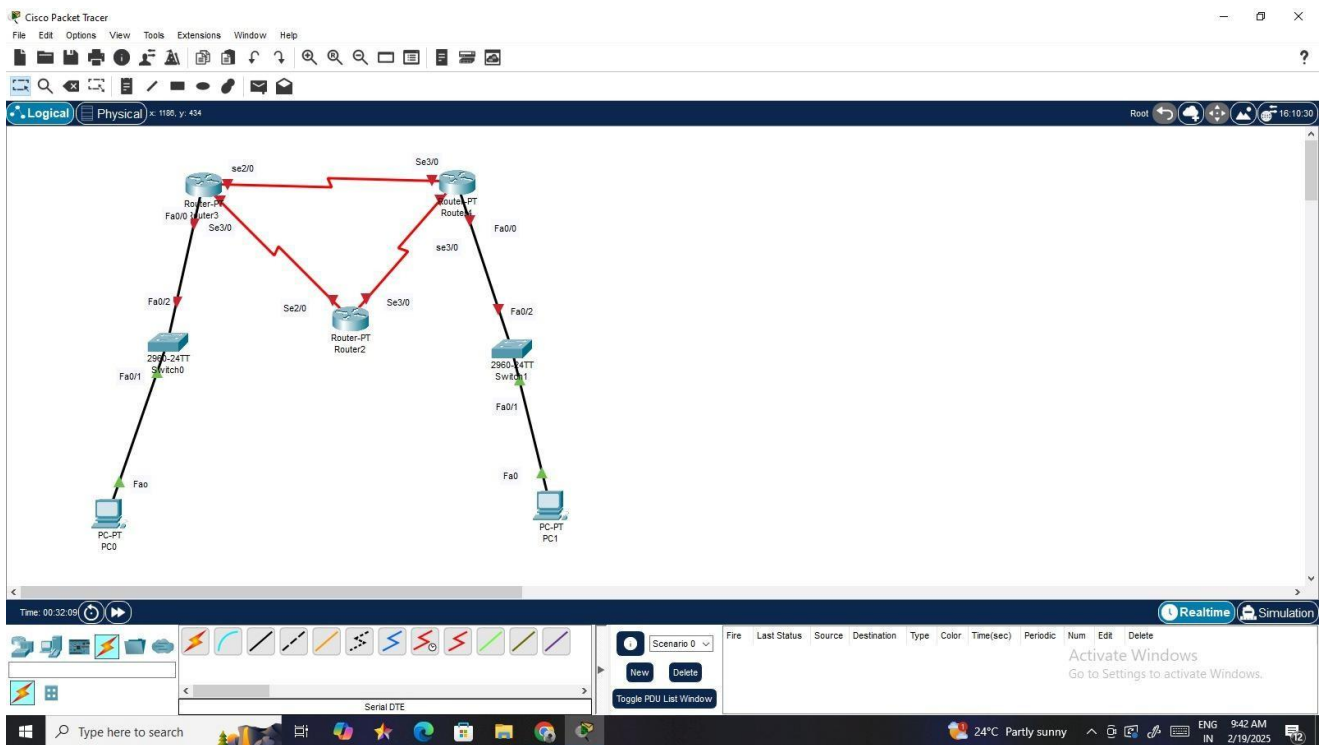 Cisco Packet Tracer
File Edit Options View Tools Extensions Window Help
?
Logical Physical x: 1186, y: 434 Root 16:10:30
se2/0
Se3/0
Router-PT
Fa0/0
Se3/0
Router-PT
Fa0/0
se3/0
Fa0/2
Se2/0
Se3/0
Fa0/2
Router-PT
Router2
2960-24TT
Switch0
Fa0/1
2960-24TT
Switch1
Fa0/1
Fa0
Fao
PC-PT
PC0
PC-PT
PC1
Time: 00:32:09 Realtime Simulation
Scenario 0
New Delete
Toggle PDU List Window
Fire Last Status Source Destination Type Color Time(sec) Periodic Num Edit Delete
Activate Windows
Go to Settings to activate Windows.
Serial DTE
Type here to search 24°C Partly sunny ENG 9:42 AM
IN 2/19/2025
12